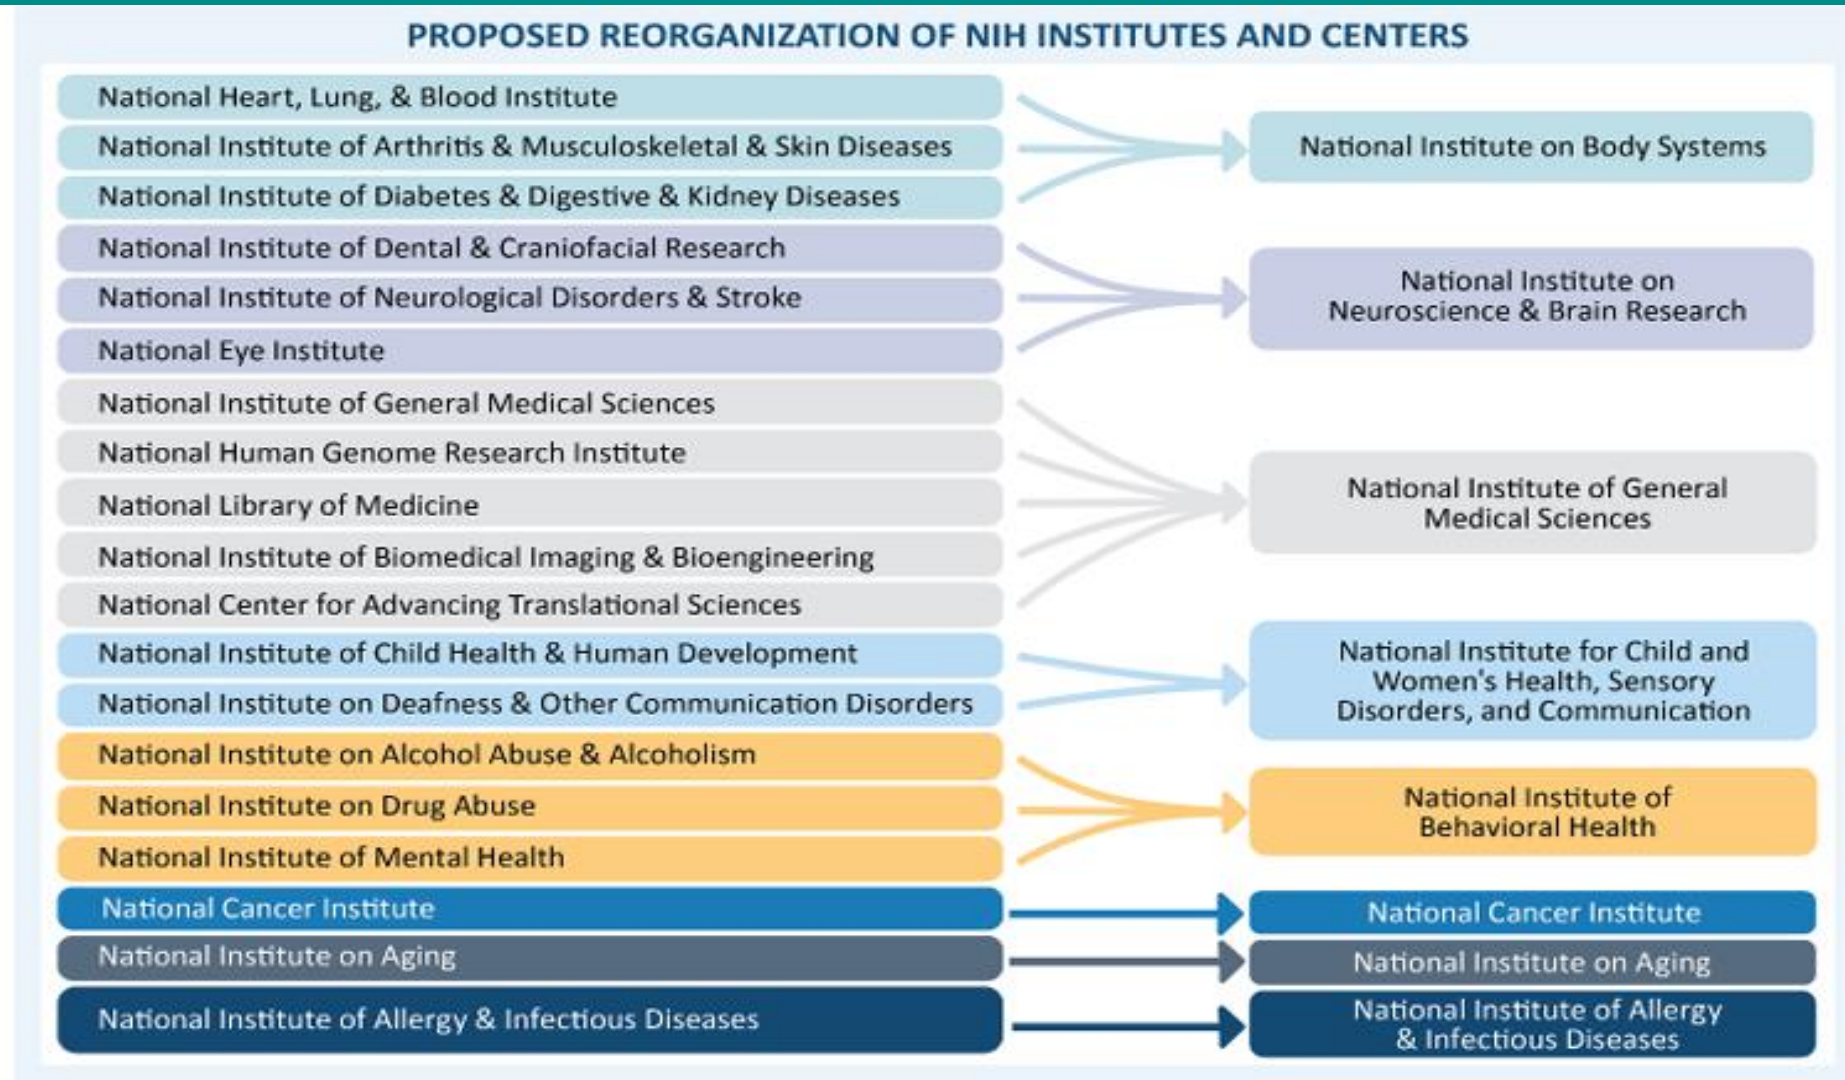 PROPOSED REORGANIZATION OF NIH INSTITUTES AND CENTERS
National Heart, Lung, & Blood Institute
National Institute of Arthritis & Musculoskeletal & Skin Diseases
National Institute of Diabetes & Digestive & Kidney Diseases
National Institute on Body Systems
National Institute of Dental & Craniofacial Research
National Institute of Neurological Disorders & Stroke
National Eye Institute
National Institute on
Neuroscience & Brain Research
National Institute of General Medical Sciences
National Human Genome Research Institute
National Library of Medicine
National Institute of Biomedical Imaging & Bioengineering
National Center for Advancing Translational Sciences
National Institute of General
Medical Sciences
National Institute of Child Health & Human Development
National Institute on Deafness & Other Communication Disorders
National Institute for Child and
Women's Health, Sensory
Disorders, and Communication
National Institute on Alcohol Abuse & Alcoholism
National Institute on Drug Abuse
National Institute of Mental Health
National Institute of
Behavioral Health
National Cancer Institute
National Cancer Institute
National Institute on Aging
National Institute on Aging
National Institute of Allergy & Infectious Diseases
National Institute of Allergy
& Infectious Diseases